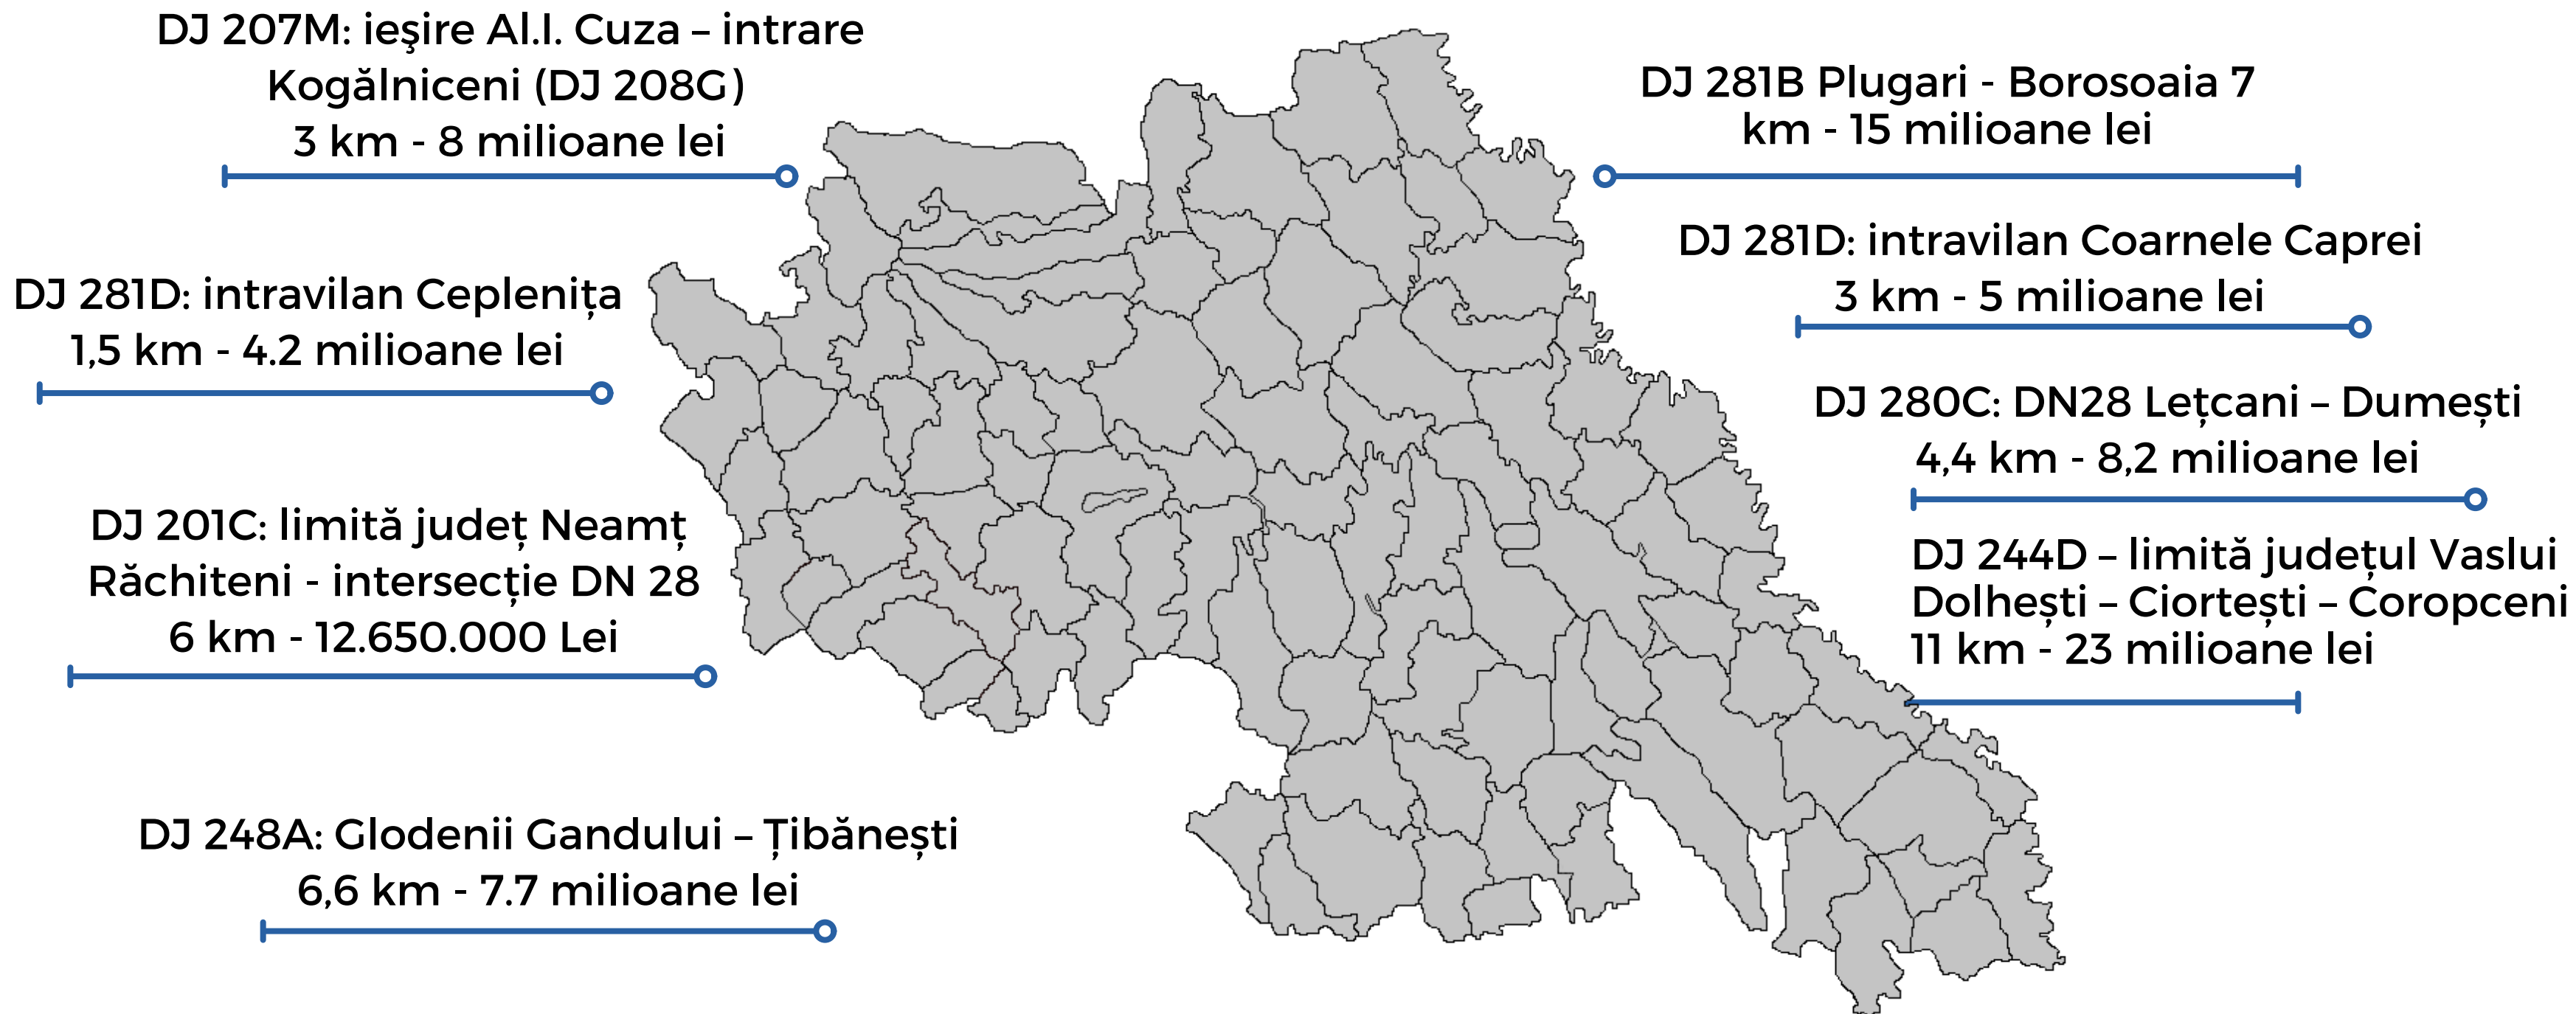 DJ 207M: ieşire Al.I. Cuza – intrare
Kogălniceni (DJ 208G)
3 km - 8 milioane lei
DJ 281D: intravilan Ceplenița
1,5 km - 4.2 milioane lei
DJ 201C: limită județ Neamț
Răchiteni - intersecție DN 28
6 km - 12.650.000 Lei
DJ 248A: Glodenii Gandului – Țibănești
6,6 km - 7.7 milioane lei
DJ 281B Plugari - Borosoaia 7
km - 15 milioane lei
DJ 281D: intravilan Coarnele Caprei
3 km - 5 milioane lei
DJ 280C: DN28 Lețcani – Dumești
4,4 km - 8,2 milioane lei
DJ 244D – limită județul Vaslui
Dolhești – Ciortești – Coropceni
11 km - 23 milioane lei